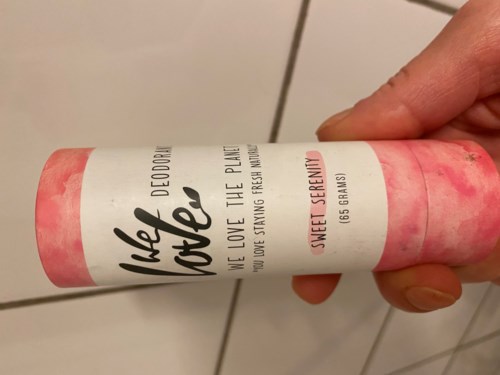 We
love
DEODORANT
WE LOVE THE PLANET
"YOU LOVE STAYING FRESH NATURALLY"
SWEET SERENITY
(65 GRAMS)